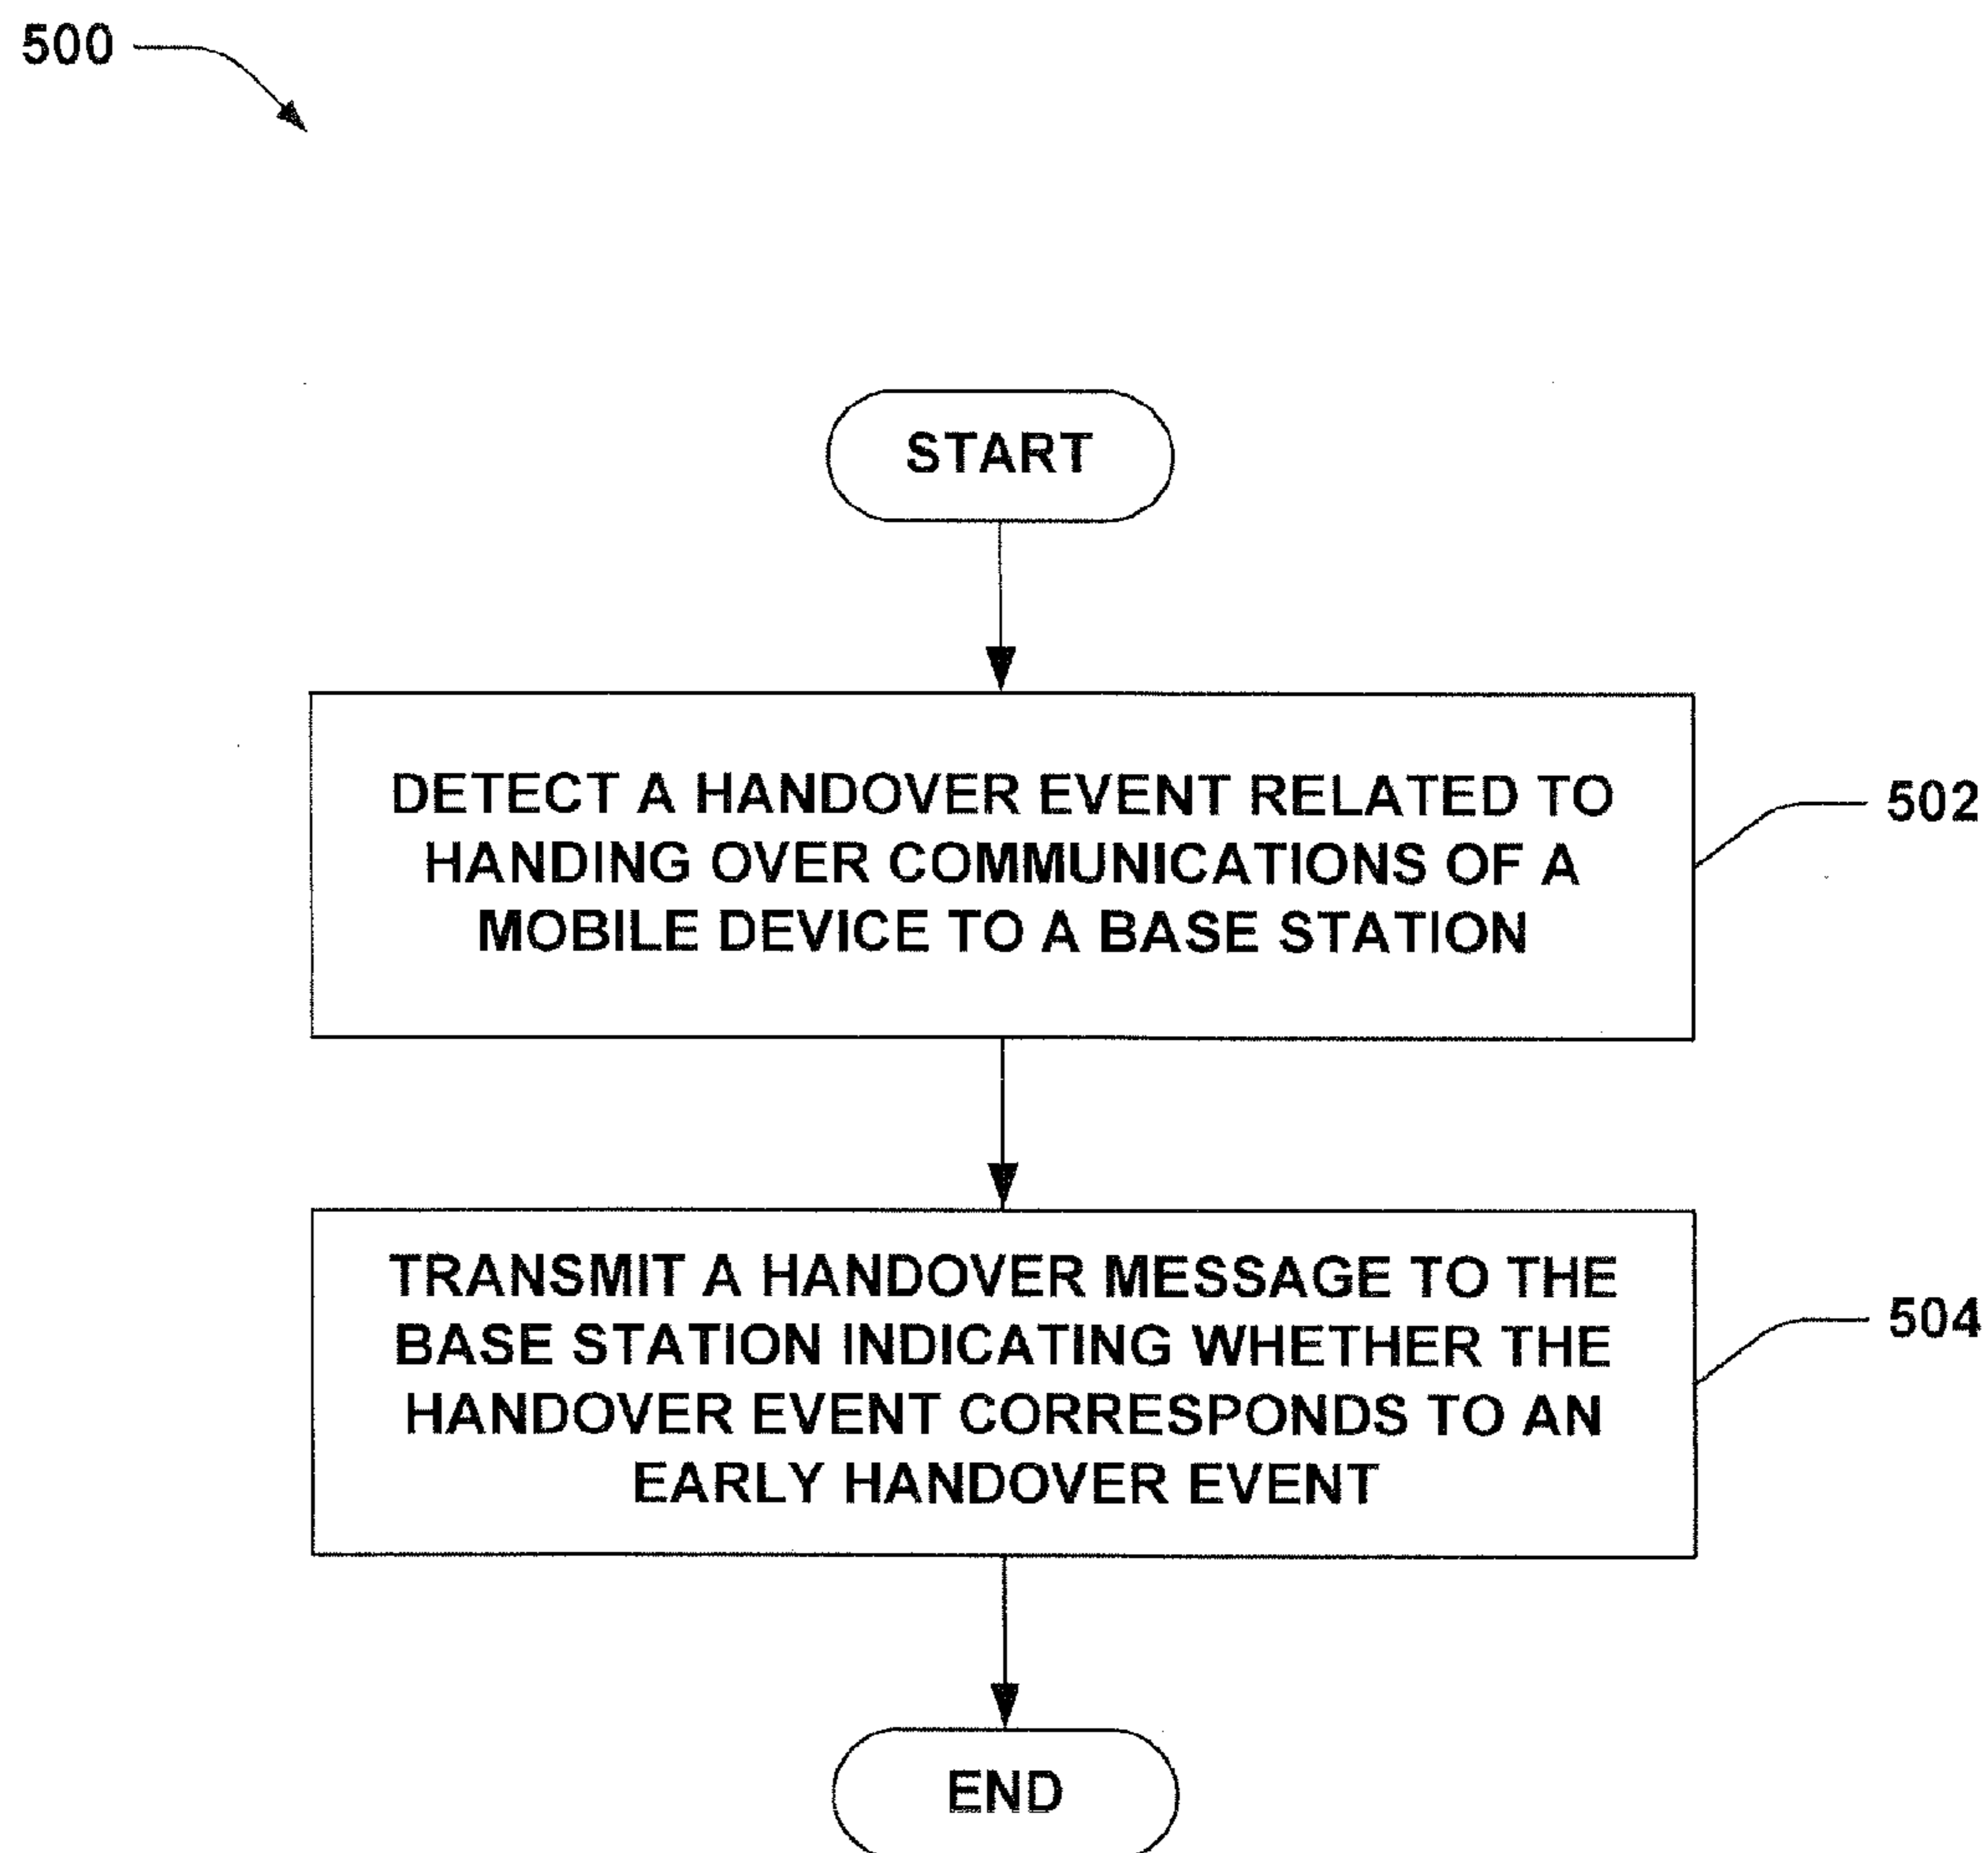 500
START
DETECT A HANDOVER EVENT RELATED TO
HANDING OVER COMMUNICATIONS OF A
MOBILE DEVICE TO A BASE STATION
502
TRANSMIT A HANDOVER MESSAGE TO THE
BASE STATION INDICATING WHETHER THE
HANDOVER EVENT CORRESPONDS TO AN
EARLY HANDOVER EVENT
504
END